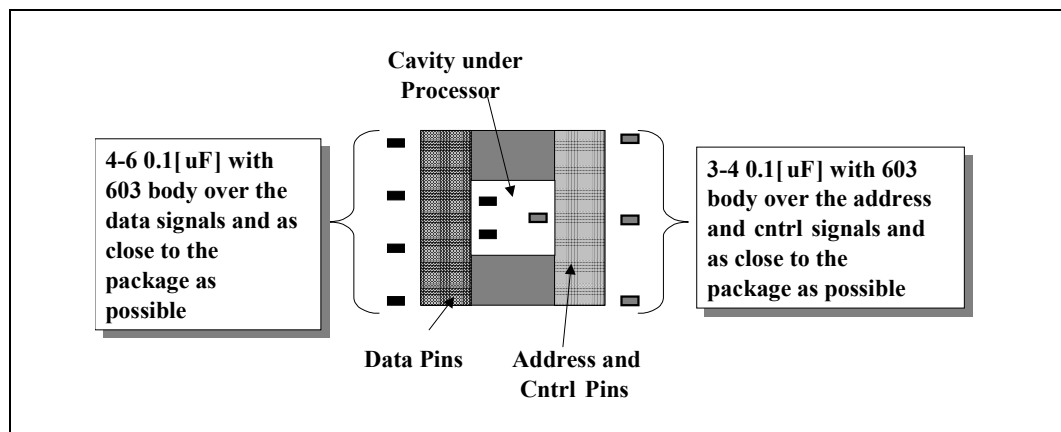 Cavity under
Processor
4-6 0.1[uF] with
603 body over the
data signals and as
close to the
package as
possible
3-4 0.1[uF] with 603
body over the address
and cntrl signals and
as close to the
package as possible
Data Pins
Address and
Cntrl Pins